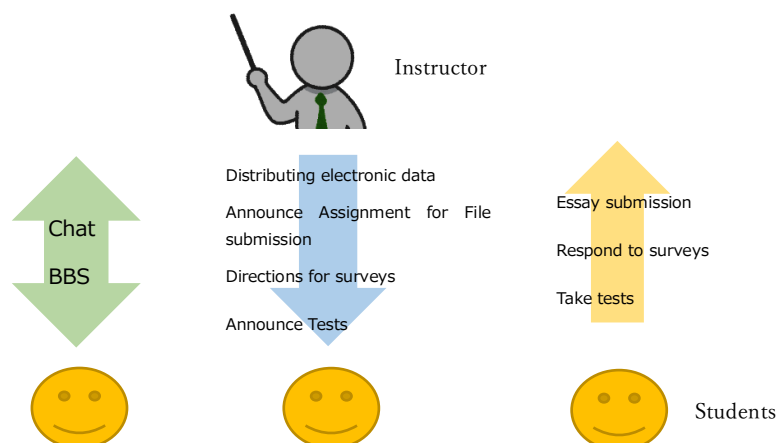 Instructor
Chat
BBS
Distributing electronic data
Announce Assignment for File
submission
Directions for surveys
Announce Tests
Essay submission
Respond to surveys
Take tests
Students